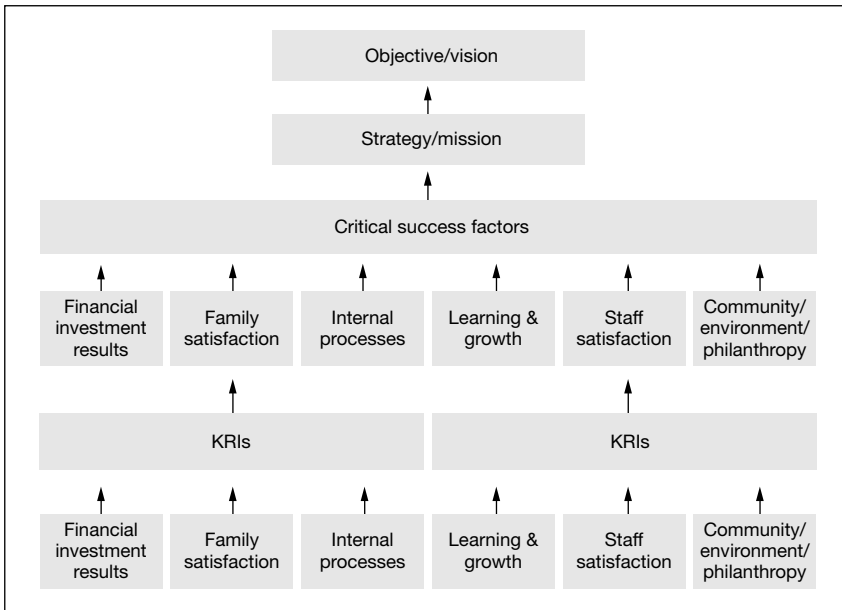 Objective/vision
Strategy/mission
Critical success factors
Financial
investment
results
Family
satisfaction
Internal
processes
Learning &
growth
Staff
satisfaction
Community/
environment/
philanthropy
KRIs
KRIs
Financial
investment
results
Family
satisfaction
Internal
processes
Learning &
growth
Staff
satisfaction
Community/
environment/
philanthropy